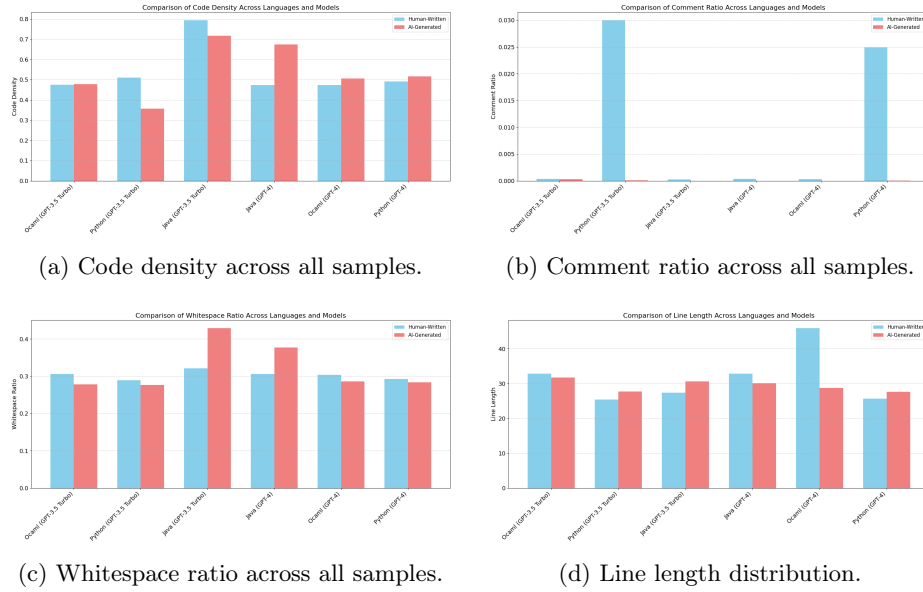 Comparison of Code Density Across Languages and Models
Human-Written
AI-Generated
Code Density
0.8
0.7
0.6
0.5
0.4
0.3
0.2
0.1
0.0
Ocaml (GPT-3.5 Turbo)
Python (GPT-3.5 Turbo)
Java (GPT-3.5 Turbo)
Java (GPT-4)
Ocaml (GPT-4)
Python (GPT-4)
(a) Code density across all samples.
Comparison of Comment Ratio Across Languages and Models
Human-Written
AI-Generated
Comment Ratio
0.030
0.025
0.020
0.015
0.010
0.005
0.000
Ocaml (GPT-3.5 Turbo)
Python (GPT-3.5 Turbo)
Java (GPT-3.5 Turbo)
Java (GPT-4)
Ocaml (GPT-4)
Python (GPT-4)
(b) Comment ratio across all samples.
Comparison of Whitespace Ratio Across Languages and Models
Human-Written
AI-Generated
Whitespace Ratio
0.4
0.3
0.2
0.1
0.0
Ocaml (GPT-3.5 Turbo)
Python (GPT-3.5 Turbo)
Java (GPT-3.5 Turbo)
Java (GPT-4)
Ocaml (GPT-4)
Python (GPT-4)
(c) Whitespace ratio across all samples.
Comparison of Line Length Across Languages and Models
Human-Written
AI-Generated
Line Length
40
30
20
10
0
Ocaml (GPT-3.5 Turbo)
Python (GPT-3.5 Turbo)
Java (GPT-3.5 Turbo)
Java (GPT-4)
Ocaml (GPT-4)
Python (GPT-4)
(d) Line length distribution.